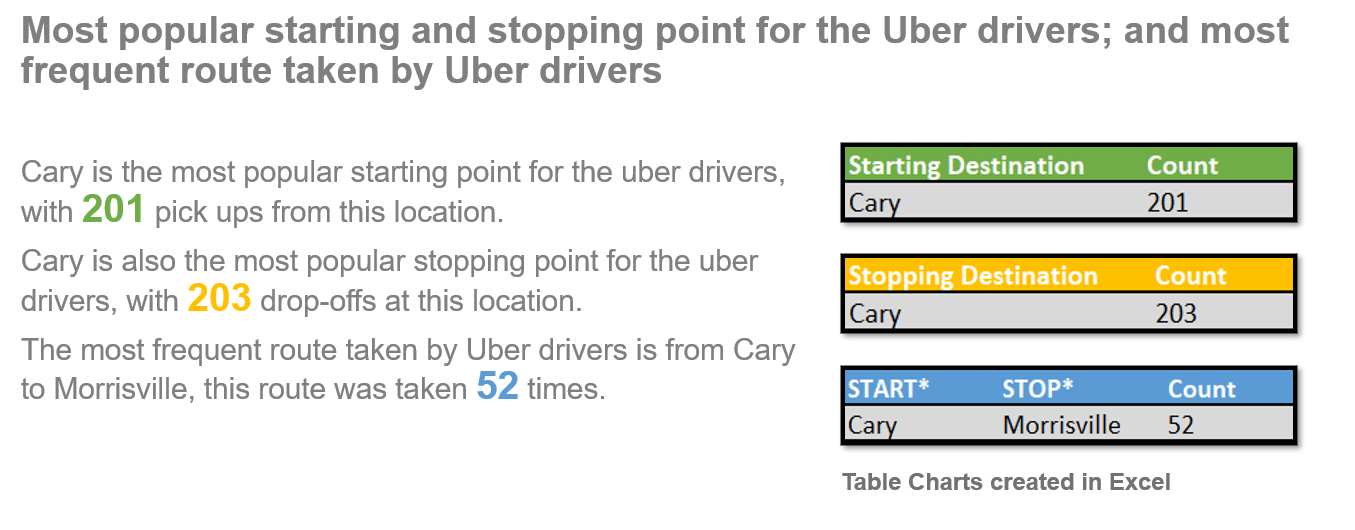 Most popular starting and stopping point for the Uber drivers; and most
frequent route taken by Uber drivers
Cary is the most popular starting point for the uber drivers,
with 201 pick ups from this location.
Cary is also the most popular stopping point for the uber
drivers, with 203 drop-offs at this location.
The most frequent route taken by Uber drivers is from Cary
to Morrisville, this route was taken 52 times.
Starting Destination Count
Cary 201
Stopping Destination Count
Cary 203
START* STOP* Count
Cary Morrisville 52
Table Charts created in Excel